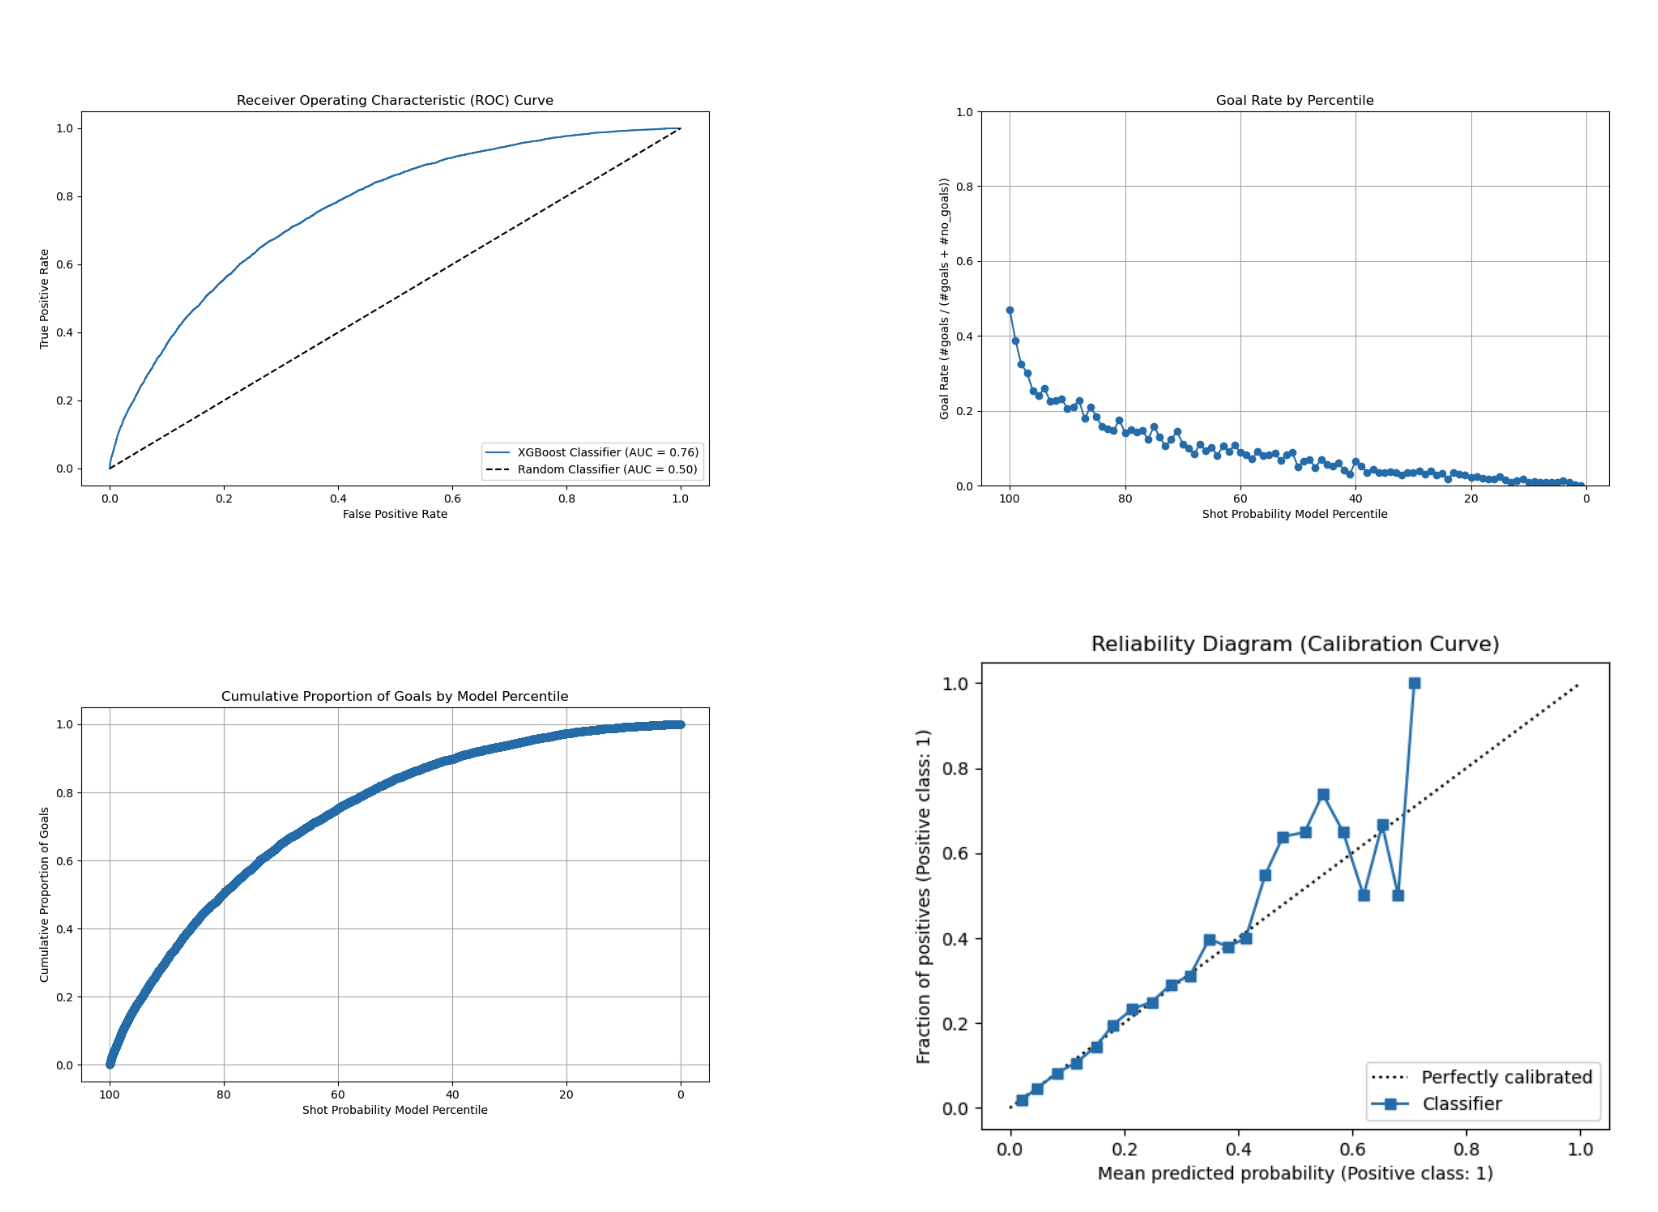 Receiver Operating Characteristic (ROC) Curve
True Positive Rate
1.0
0.8
0.6
0.4
0.2
0.0
XGBoost Classifier (AUC = 0.76)
Random Classifier (AUC = 0.50)
0.0 0.2 0.4 0.6 0.8 1.0
False Positive Rate
Goal Rate by Percentile
Goal Rate (#goals / (#goals + #no_goals))
1.0
0.8
0.6
0.4
0.2
0.0
100 80 60 40 20 0
Shot Probability Model Percentile
Cumulative Proportion of Goals by Model Percentile
Cumulative Proportion of Goals
1.0
0.8
0.6
0.4
0.2
0.0
100 80 60 40 20 0
Shot Probability Model Percentile
Reliability Diagram (Calibration Curve)
Fraction of positives (Positive class: 1)
1.0
0.8
0.6
0.4
0.2
0.0
Perfectly calibrated
Classifier
0.0 0.2 0.4 0.6 0.8 1.0
Mean predicted probability (Positive class: 1)